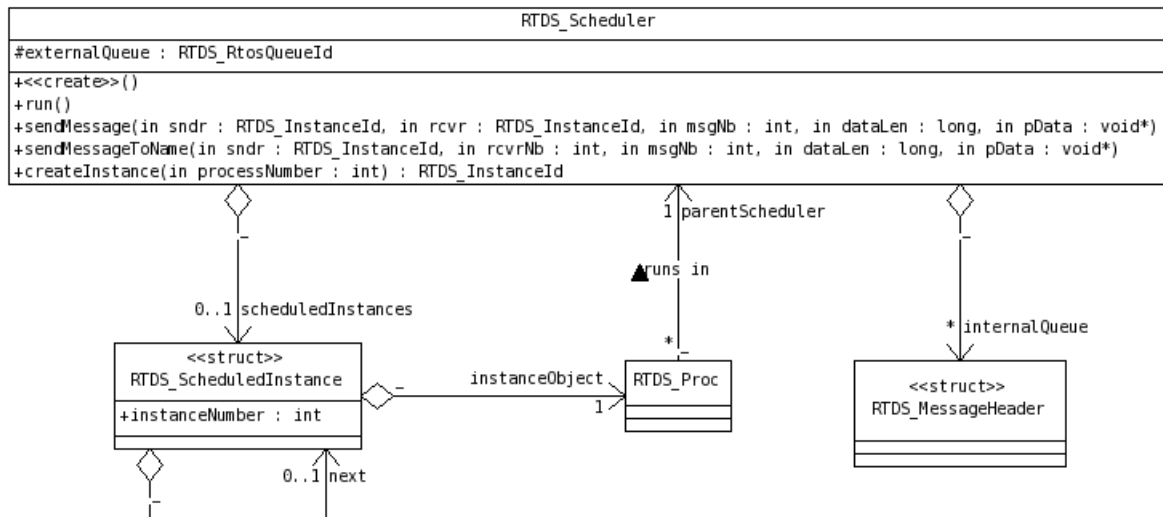 RTDS_Scheduler
#externalQueue : RTDS_RtosQueueId
+<<create>>()
+run()
+sendMessage(in sndr : RTDS_InstanceId, in rcvr : RTDS_InstanceId, in msgNb : int, in dataLen : long, in pData : void*)
+sendMessageToName(in sndr : RTDS_InstanceId, in rcvrNb : int, in msgNb : int, in dataLen : long, in pData : void*)
+createInstance(in processNumber : int) : RTDS_InstanceId
1 parentScheduler
runs in
0..1 scheduledInstances
* internalQueue
*
<<struct>>
RTDS_ScheduledInstance
+instanceNumber : int
instanceObject
1
RTDS_Proc
<<struct>>
RTDS_MessageHeader
0..1 next